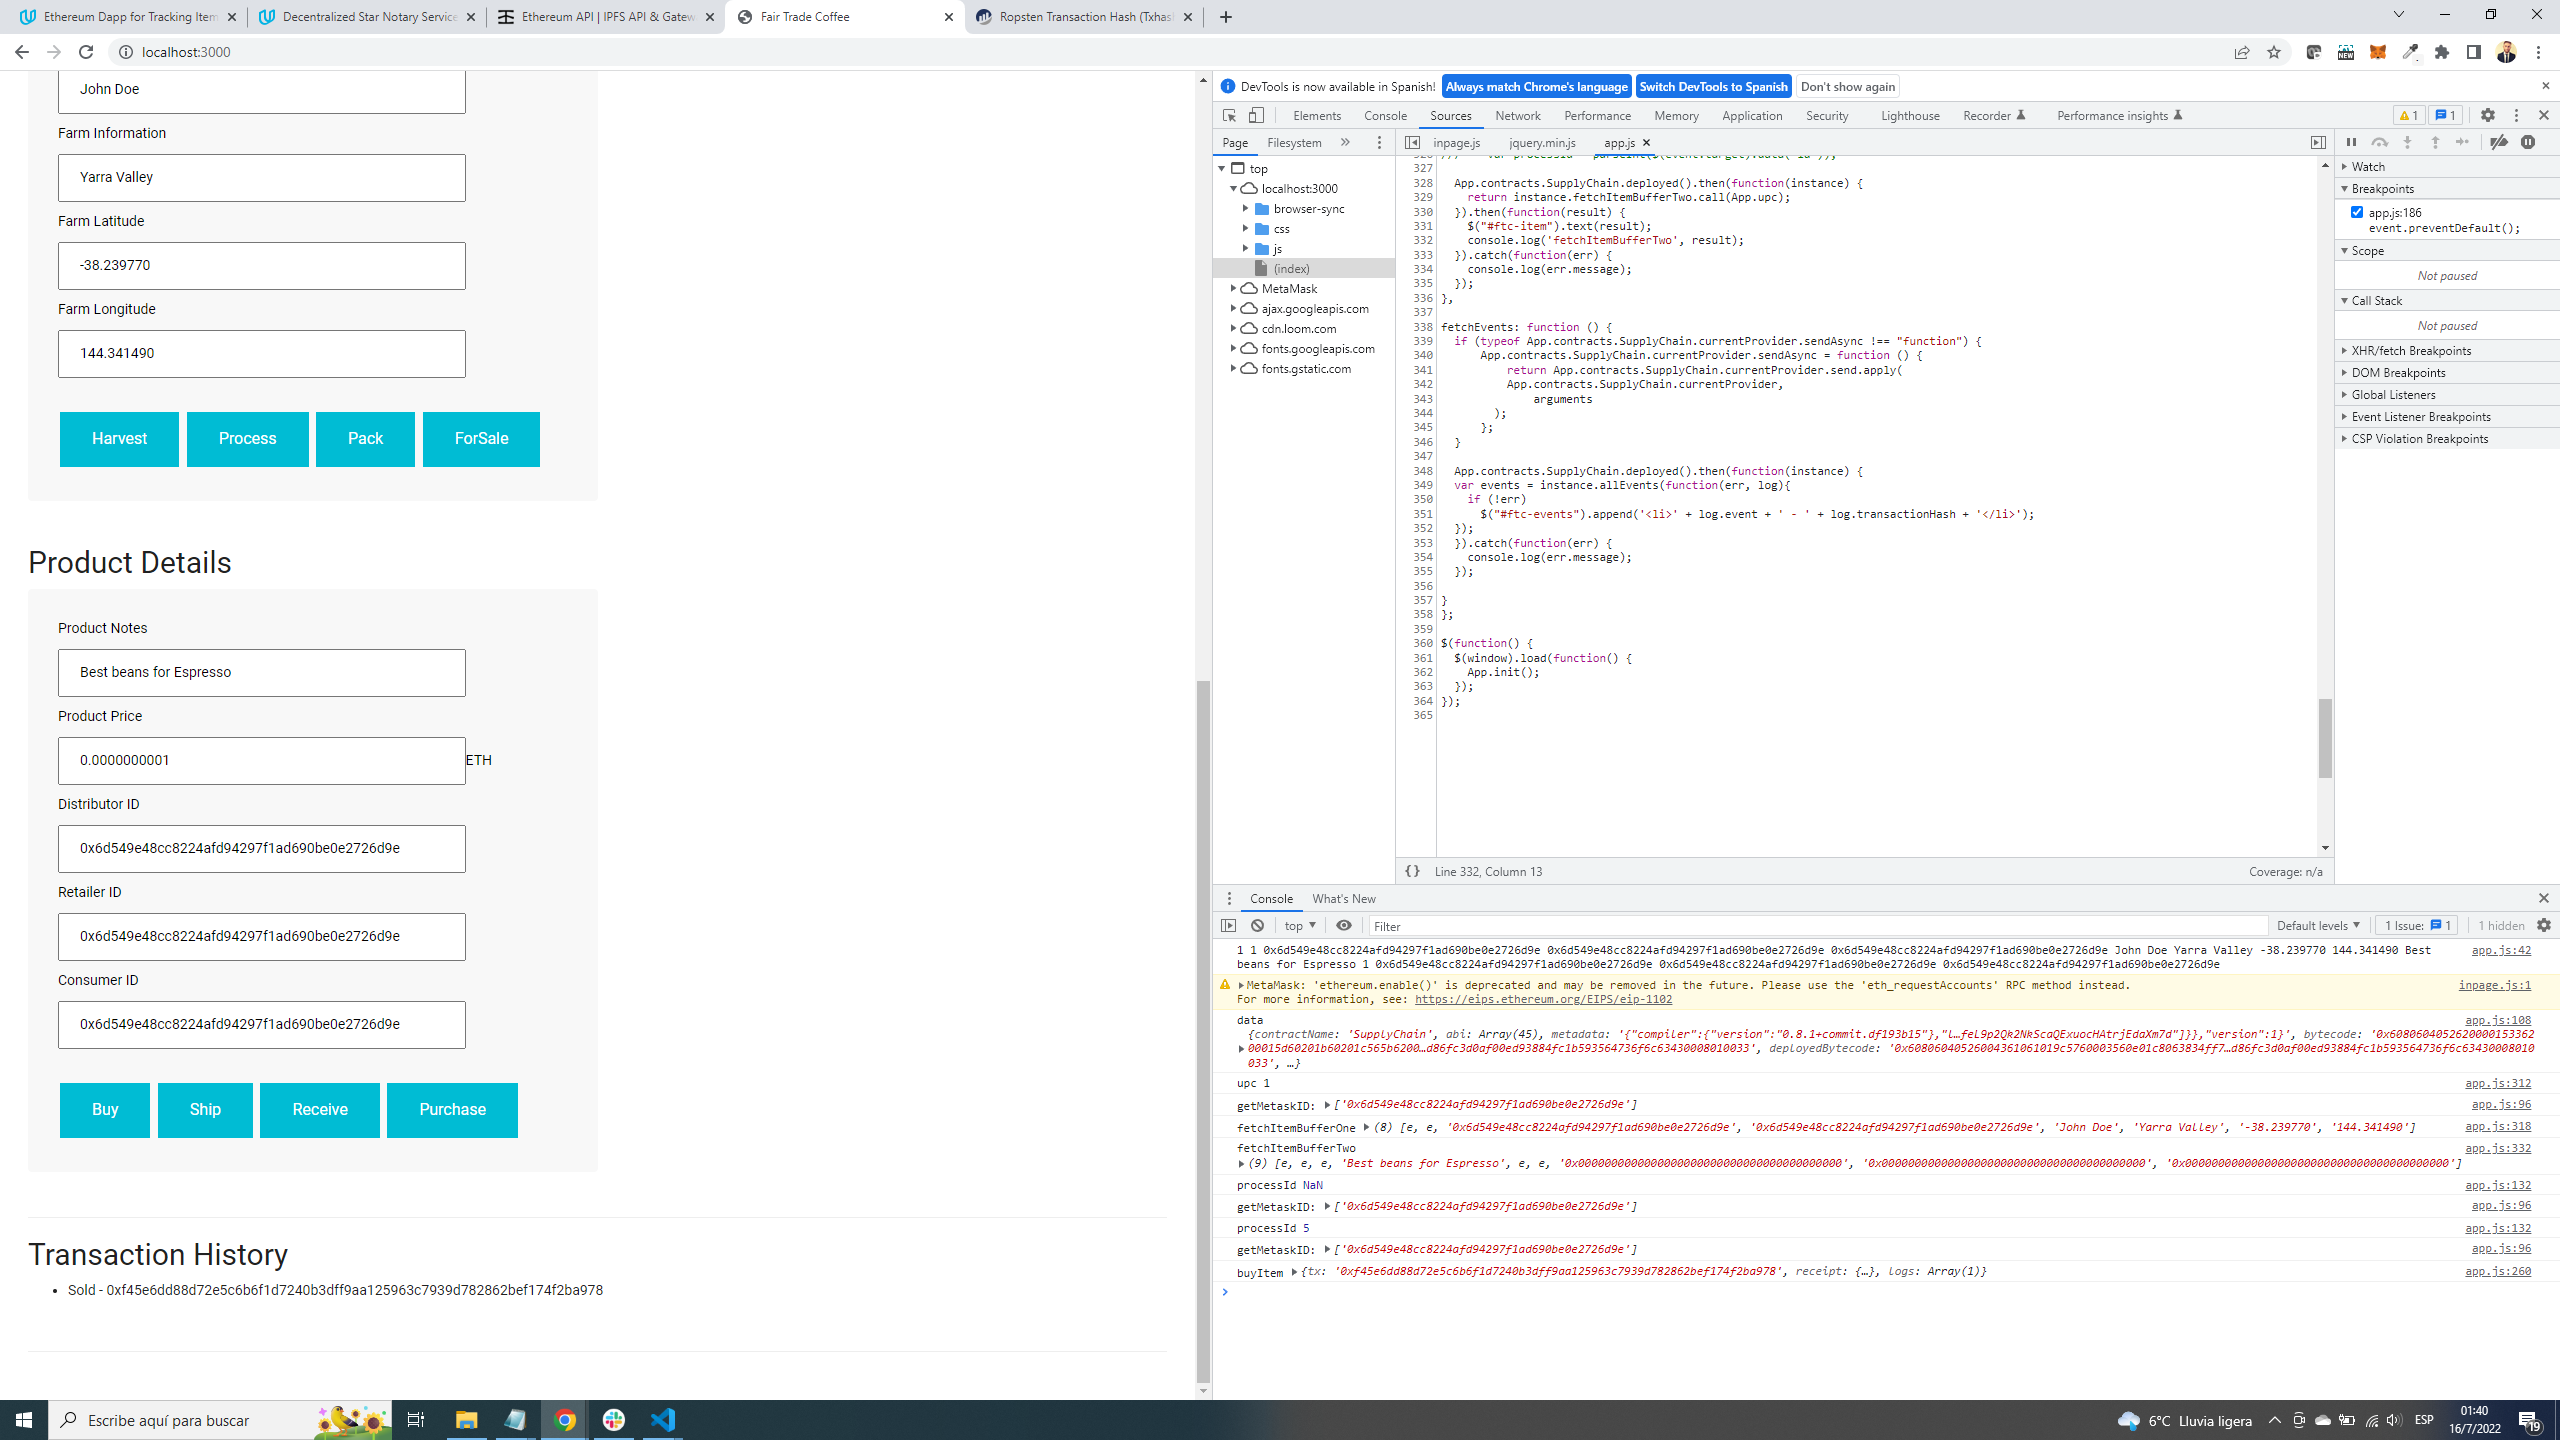 Ethereum Dapp for Tracking Item
Decentralized Star Notary Service
Ethereum API | IPFS API & Gatew
Fair Trade Coffee
Ropsten Transaction Hash (Txhas
localhost:3000
John Doe
Farm Information
Yarra Valley
Farm Latitude
-38.239770
Farm Longitude
144.341490
Harvest Process Pack ForSale
Product Details
Product Notes
Best beans for Espresso
Product Price
0.0000000001 ETH
Distributor ID
0x6d549e48cc8224afd94297f1ad690be0e2726d9e
Retailer ID
0x6d549e48cc8224afd94297f1ad690be0e2726d9e
Consumer ID
0x6d549e48cc8224afd94297f1ad690be0e2726d9e
Buy Ship Receive Purchase
Transaction History
Sold - 0xf45e6dd88d72e5c6b6f1d7240b3dff9aa125963c7939d782862bef174f2ba978
DevTools is now available in Spanish! Always match Chrome's language Switch DevTools to Spanish Don't show again
Elements Console Sources Network Performance Memory Application Security Lighthouse Recorder Performance insights 1 1
Page Filesystem
top
localhost:3000
browser-sync
css
js
(index)
MetaMask
ajax.googleapis.com
cdn.loom.com
fonts.googleapis.com
fonts.gstatic.com
inpage.js jquery.min.js app.js
327
328 App.contracts.SupplyChain.deployed().then(function(instance) {
329 return instance.fetchItemBufferTwo.call(App.upc);
330 }).then(function(result) {
331 $("#ftc-item").text(result);
332 console.log('fetchItemBufferTwo', result);
333 }).catch(function(err) {
334 console.log(err.message);
335 });
336 },
337
338 fetchEvents: function () {
339 if (typeof App.contracts.SupplyChain.currentProvider.sendAsync !== "function") {
340 App.contracts.SupplyChain.currentProvider.sendAsync = function () {
341 return App.contracts.SupplyChain.currentProvider.send.apply(
342 App.contracts.SupplyChain.currentProvider,
343 arguments
344 );
345 };
346 }
347
348 App.contracts.SupplyChain.deployed().then(function(instance) {
349 var events = instance.allEvents(function(err, log){
350 if (!err)
351 $("#ftc-events").append('<li>' + log.event + ' - ' + log.transactionHash + '</li>');
352 });
353 }).catch(function(err) {
354 console.log(err.message);
355 });
356
357 }
358 };
359
360 $(function() {
361 $(window).load(function() {
362 App.init();
363 });
364 });
365
{} Line 332, Column 13 Coverage: n/a
Watch
Breakpoints
app.js:186
event.preventDefault();
Scope
Not paused
Call Stack
Not paused
XHR/fetch Breakpoints
DOM Breakpoints
Global Listeners
Event Listener Breakpoints
CSP Violation Breakpoints
Console What's New
top Filter Default levels 1 Issue: 1 1 hidden
1 1 0x6d549e48cc8224afd94297f1ad690be0e2726d9e 0x6d549e48cc8224afd94297f1ad690be0e2726d9e 0x6d549e48cc8224afd94297f1ad690be0e2726d9e John Doe Yarra Valley -38.239770 144.341490 Best app.js:42
beans for Espresso 1 0x6d549e48cc8224afd94297f1ad690be0e2726d9e 0x6d549e48cc8224afd94297f1ad690be0e2726d9e 0x6d549e48cc8224afd94297f1ad690be0e2726d9e
MetaMask: 'ethereum.enable()' is deprecated and may be removed in the future. Please use the 'eth_requestAccounts' RPC method instead. inpage.js:1
For more information, see: https://eips.ethereum.org/EIPS/eip-1102
data app.js:108
{contractName: 'SupplyChain', abi: Array(45), metadata: '{"compiler":{"version":"0.8.1+commit.df193b15"},"l…feL9p2Qk2NkScaQExuocHAtrjEdaXm7d"]}},"version":1}', bytecode: '0x60806040526200001533​62
00015d60201b60201c565b6200…d86fc3d0af00ed93884fc1b593564736f6c63430008010033', deployedBytecode: '0x6080604052600436106101​9c5760003560e01c8063834ff7…d86fc3d0af00ed93884fc1b593564736f6c63430008010
033', …}
upc 1 app.js:312
getMetaskID: ['0x6d549e48cc8224afd94297f1ad690be0e2726d9e'] app.js:96
fetchItemBufferOne (8) [e, e, '0x6d549e48cc8224afd94297f1ad690be0e2726d9e', '0x6d549e48cc8224afd94297f1ad690be0e2726d9e', 'John Doe', 'Yarra Valley', '-38.239770', '144.341490'] app.js:318
fetchItemBufferTwo app.js:332
(9) [e, e, e, 'Best beans for Espresso', e, e, '0x0000000000000000000000000000000000000000', '0x0000000000000000000000000000000000000000', '0x0000000000000000000000000000000000000000']
processId NaN app.js:132
getMetaskID: ['0x6d549e48cc8224afd94297f1ad690be0e2726d9e'] app.js:96
processId 5 app.js:132
getMetaskID: ['0x6d549e48cc8224afd94297f1ad690be0e2726d9e'] app.js:96
buyItem {tx: '0xf45e6dd88d72e5c6b6f1d7240b3dff9aa125963c7939d782862bef174f2ba978', receipt: {…}, logs: Array(1)} app.js:260
Escribe aquí para buscar
6°C Lluvia ligera ESP
01:40
16/7/2022
19